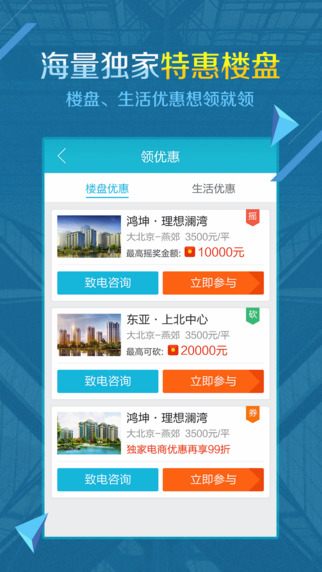 海量独家特惠楼盘
楼盘、生活优惠想领就领
领优惠
楼盘优惠 生活优惠
鸿坤·理想澜湾 摇
大北京-燕郊 3500元/平
最高摇奖金额: 10000元
致电咨询 立即参与
东亚·上北中心 砍
大北京-燕郊 3500元/平
最高可砍: 20000元
致电咨询 立即参与
鸿坤·理想澜湾 券
大北京-燕郊 3500元/平
独家电商优惠再享99折
致电咨询 立即参与